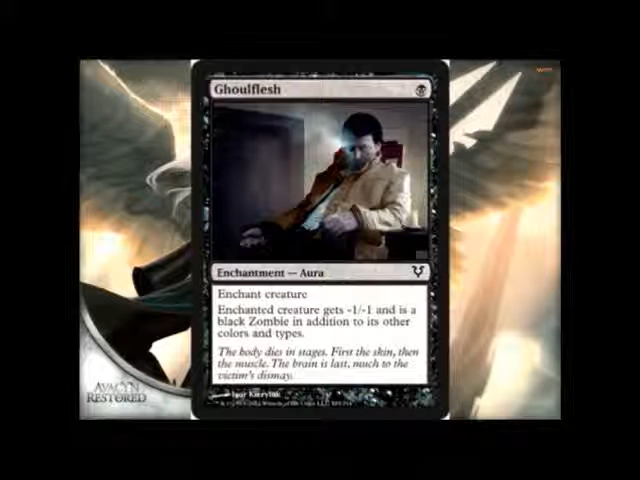 Ghoulflesh
Enchantment — Aura
Enchant creature
Enchanted creature gets -1/-1 and is a
black Zombie in addition to its other
colors and types.
The body dies in stages. First the skin, then
the muscle. The brain is last, much to the
victim's dismay.
Igor Kieryluk
AVACYN
RESTORED